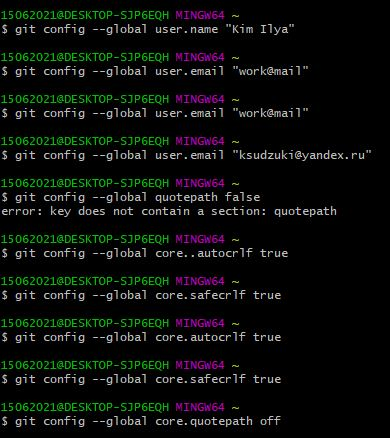 15062021@DESKTOP-SJP6EQH MINGW64 ~
$ git config --global user.name "Kim Ilya"
15062021@DESKTOP-SJP6EQH MINGW64 ~
$ git config --global user.email "work@mail"
15062021@DESKTOP-SJP6EQH MINGW64 ~
$ git config --global user.email "work@mail"
15062021@DESKTOP-SJP6EQH MINGW64 ~
$ git config --global user.email "ksudzuki@yandex.ru"
15062021@DESKTOP-SJP6EQH MINGW64 ~
$ git config --global quotepath false
error: key does not contain a section: quotepath
15062021@DESKTOP-SJP6EQH MINGW64 ~
$ git config --global core..autocrlf true
15062021@DESKTOP-SJP6EQH MINGW64 ~
$ git config --global core.safecrlf true
15062021@DESKTOP-SJP6EQH MINGW64 ~
$ git config --global core.autocrlf true
15062021@DESKTOP-SJP6EQH MINGW64 ~
$ git config --global core.safecrlf true
15062021@DESKTOP-SJP6EQH MINGW64 ~
$ git config --global core.quotepath off